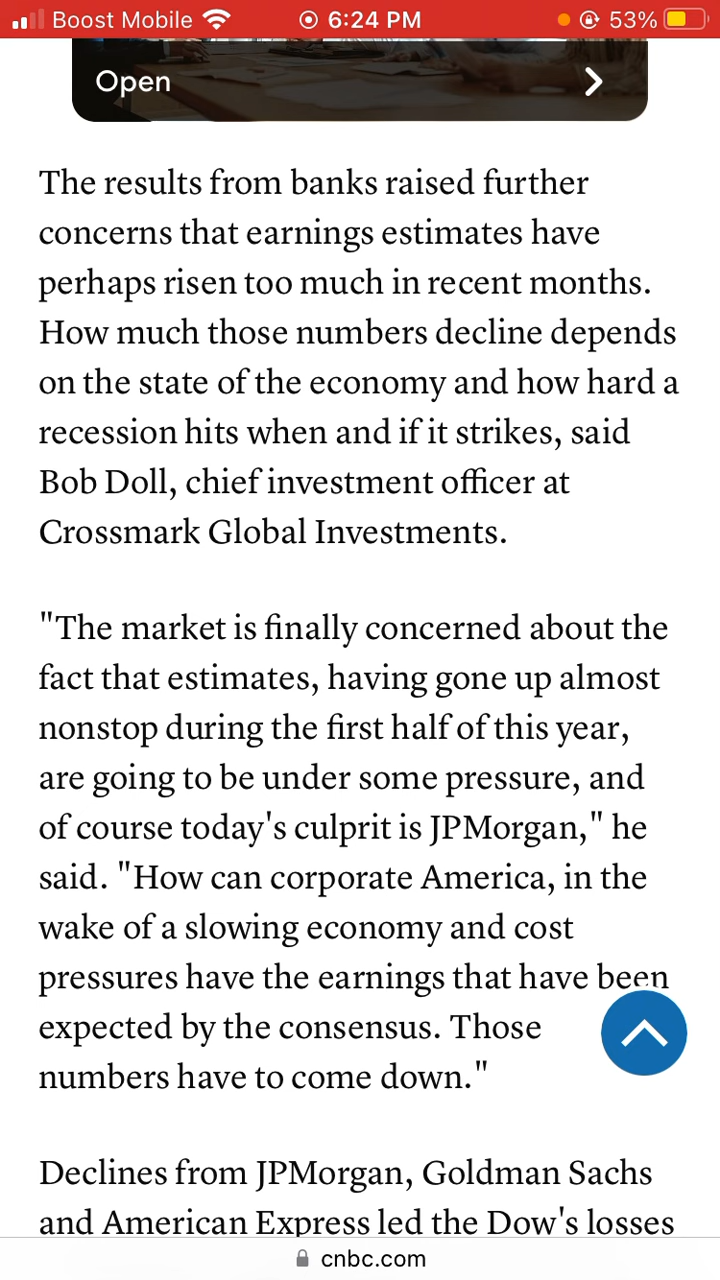 Boost Mobile 6:24 PM 53%
Open
The results from banks raised further
concerns that earnings estimates have
perhaps risen too much in recent months.
How much those numbers decline depends
on the state of the economy and how hard a
recession hits when and if it strikes, said
Bob Doll, chief investment officer at
Crossmark Global Investments.
"The market is finally concerned about the
fact that estimates, having gone up almost
nonstop during the first half of this year,
are going to be under some pressure, and
of course today's culprit is JPMorgan," he
said. "How can corporate America, in the
wake of a slowing economy and cost
pressures have the earnings that have been
expected by the consensus. Those
numbers have to come down."
Declines from JPMorgan, Goldman Sachs
and American Express led the Dow's losses
cnbc.com